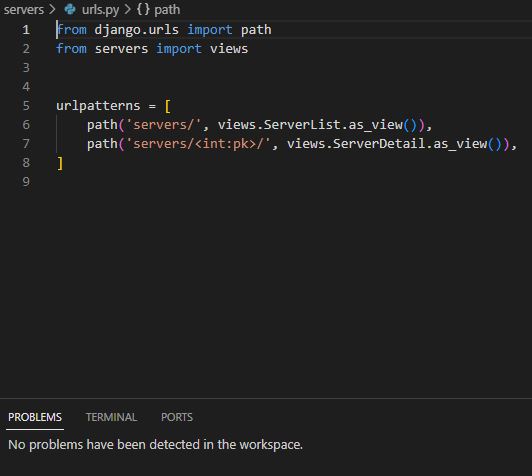 servers > urls.py > {} path
1 from django.urls import path
2 from servers import views
3
4
5 urlpatterns = [
6     path('servers/', views.ServerList.as_view()),
7     path('servers/<int:pk>/', views.ServerDetail.as_view()),
8 ]
9
PROBLEMS TERMINAL PORTS
No problems have been detected in the workspace.